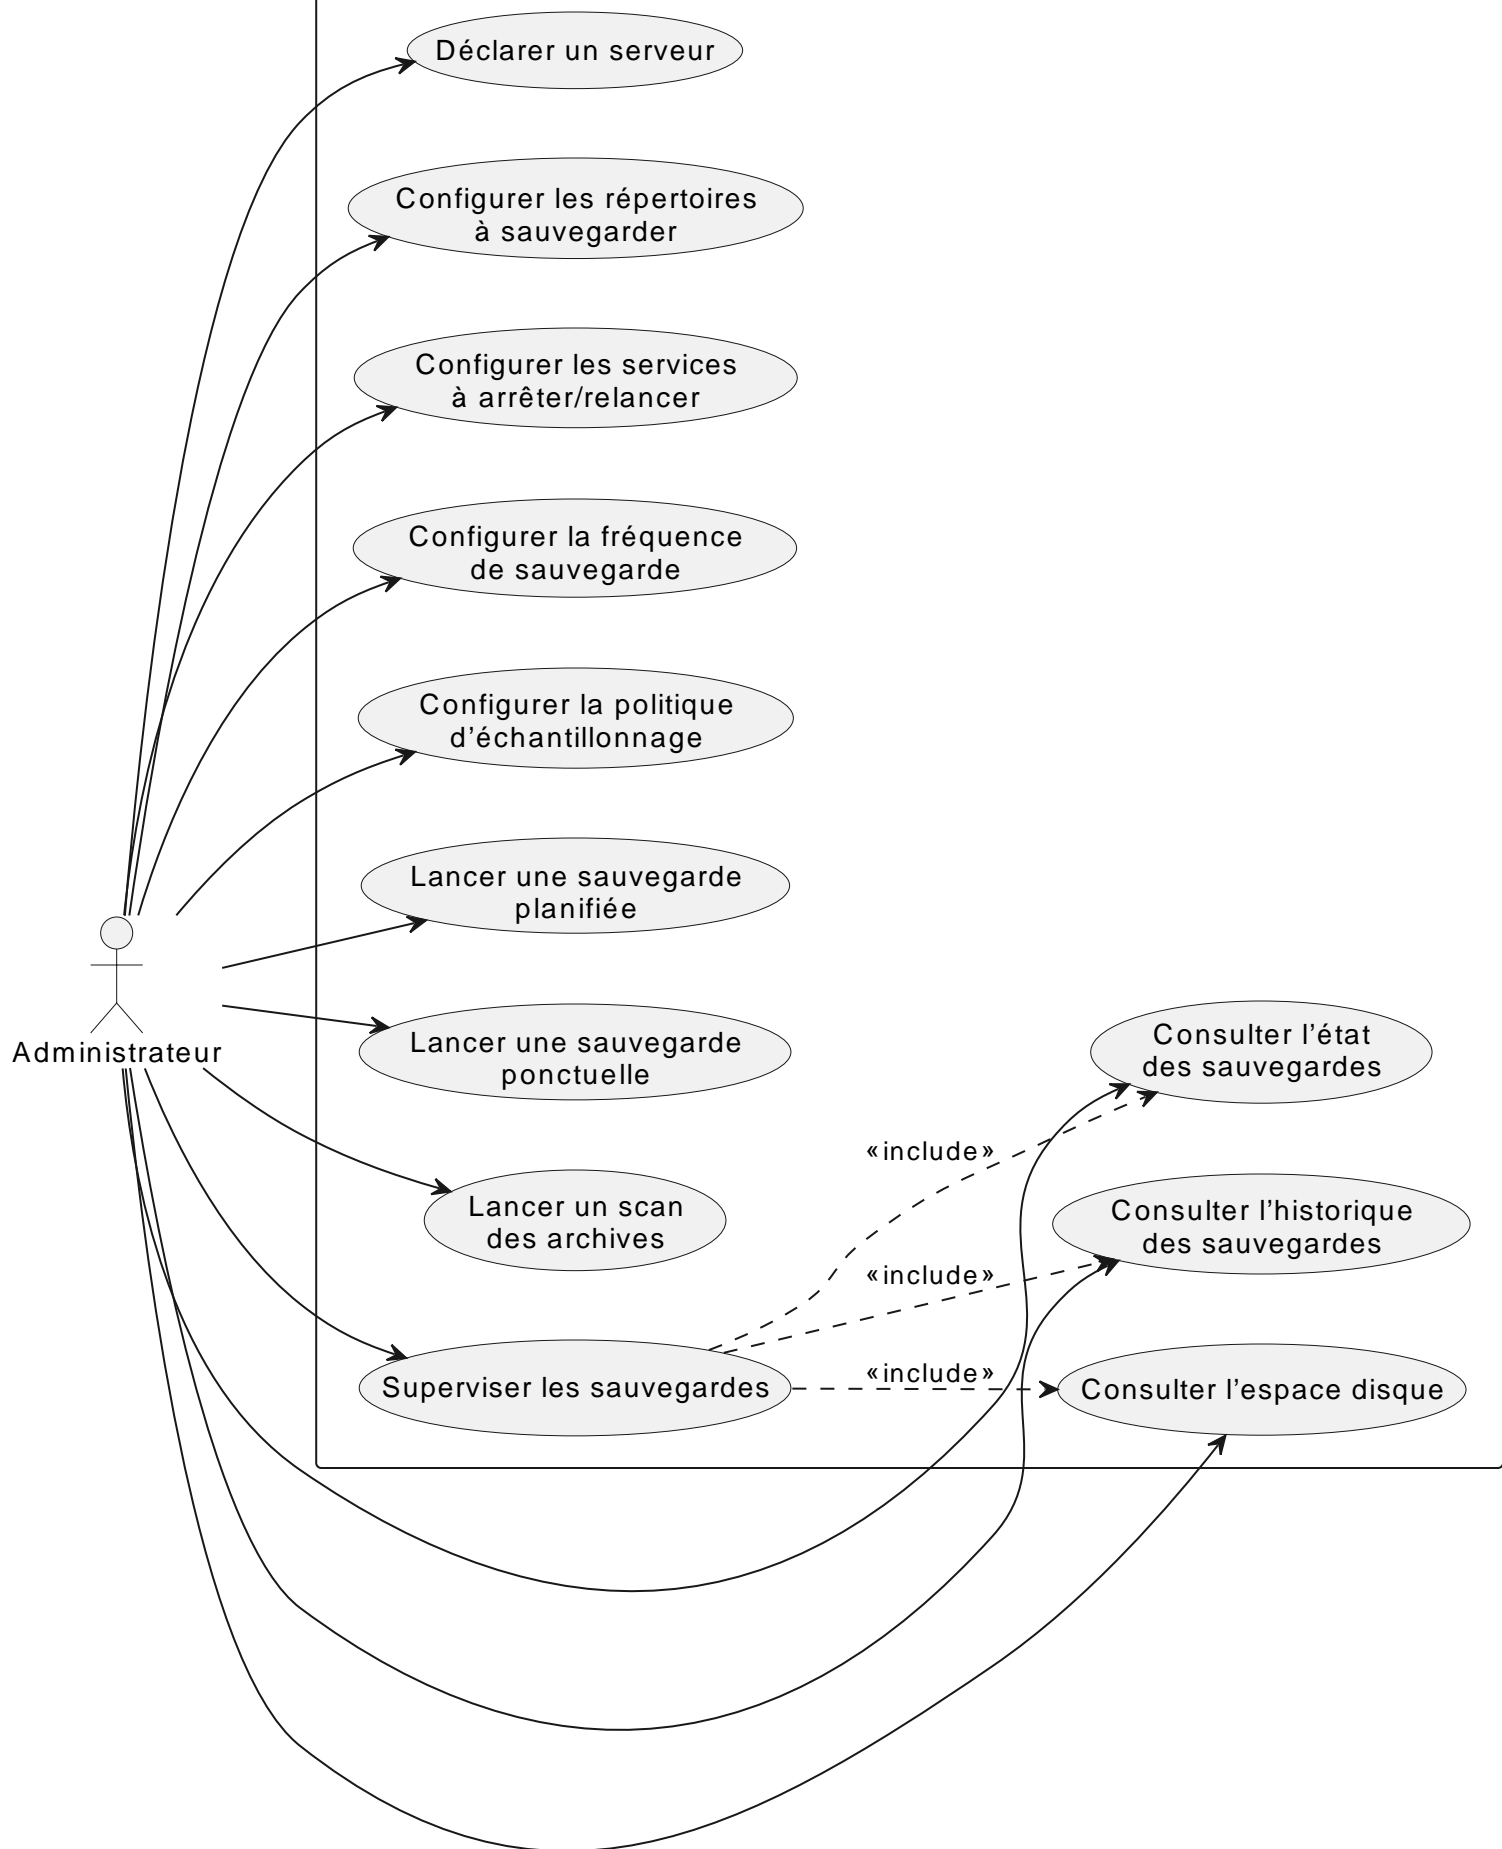 Déclarer un serveur
Configurer les répertoires
à sauvegarder
Configurer les services
à arrêter/relancer
Configurer la fréquence
de sauvegarde
Configurer la politique
d’échantillonnage
Lancer une sauvegarde
planifiée
Lancer une sauvegarde
ponctuelle
Administrateur
Lancer un scan
des archives
Superviser les sauvegardes
«include»
«include»
«include»
Consulter l’état
des sauvegardes
Consulter l’historique
des sauvegardes
Consulter l’espace disque